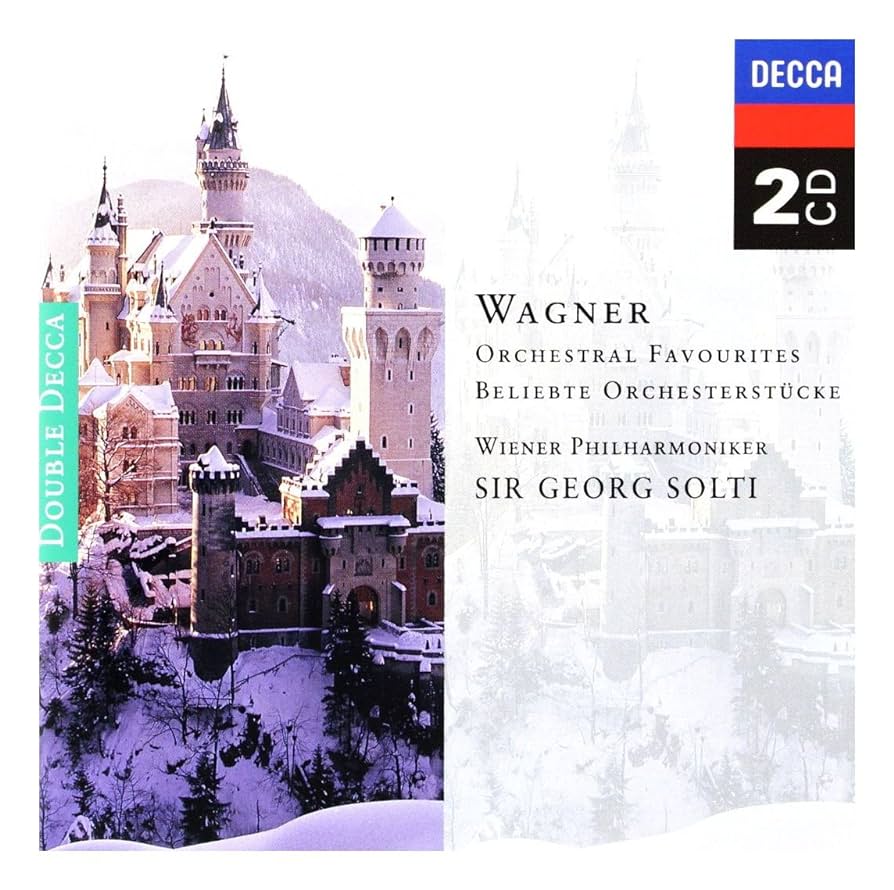 DECCA
2CD
DOUBLE DECCA
WAGNER
ORCHESTRAL FAVOURITES
BELIEBTE ORCHESTERSTÜCKE
WIENER PHILHARMONIKER
SIR GEORG SOLTI